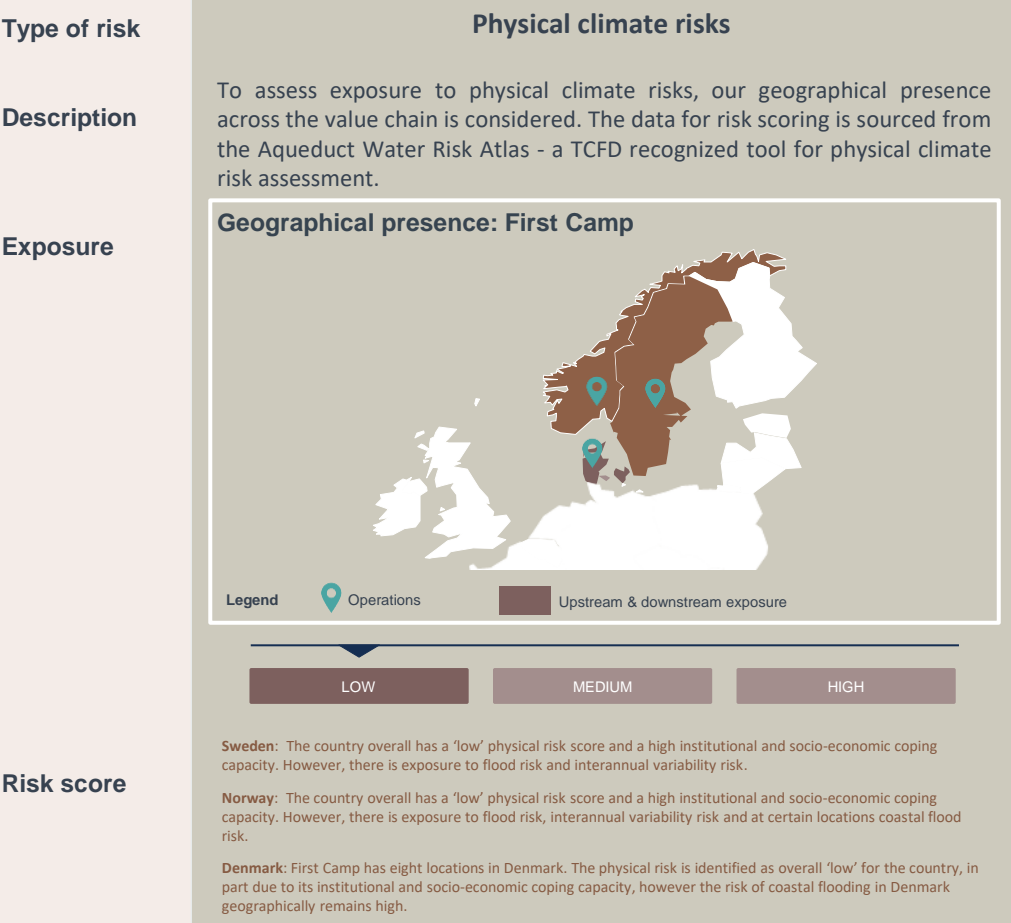 Type of risk
Physical climate risks
Description
To assess exposure to physical climate risks, our geographical presence
across the value chain is considered. The data for risk scoring is sourced from
the Aqueduct Water Risk Atlas - a TCFD recognized tool for physical climate
risk assessment.
Exposure
Geographical presence: First Camp
Legend
Operations
Upstream & downstream exposure
LOW
MEDIUM
HIGH
Risk score
Sweden: The country overall has a ‘low’ physical risk score and a high institutional and socio-economic coping
capacity. However, there is exposure to flood risk and interannual variability risk.
Norway: The country overall has a ‘low’ physical risk score and a high institutional and socio-economic coping
capacity. However, there is exposure to flood risk, interannual variability risk and at certain locations coastal flood
risk.
Denmark: First Camp has eight locations in Denmark. The physical risk is identified as overall ‘low’ for the country, in
part due to its institutional and socio-economic coping capacity, however the risk of coastal flooding in Denmark
geographically remains high.